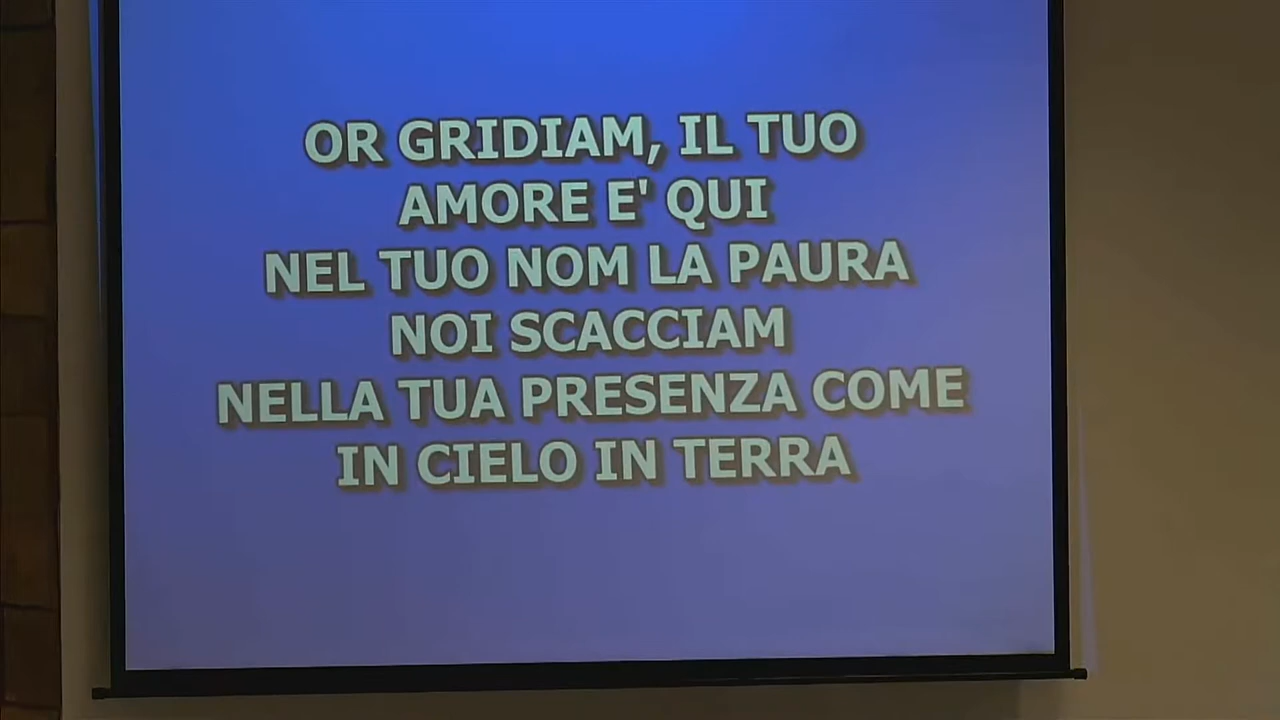 OR GRIDIAM, IL TUO
AMORE E' QUI
NEL TUO NOM LA PAURA
NOI SCACCIAM
NELLA TUA PRESENZA COME
IN CIELO IN TERRA